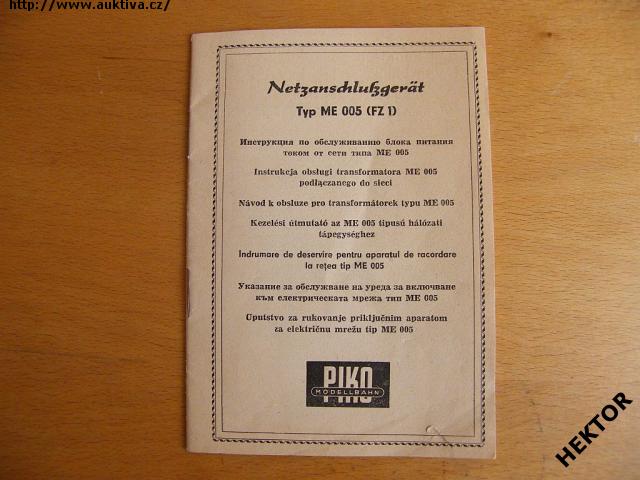 http://www.auktiva.cz/
Netzanschlußgerät
Typ ME 005 (FZ 1)
Инструкция по обслуживанию блока питания
током от сети типа МЕ 005
Instrukcja obsługi transformatora ME 005
podłączanego do sieci
Návod k obsluze pro transformátorek typu ME 005
Kezelési útmutató az ME 005 tipusú hálózati
tápegységhez
Indrumare de deservire pentru aparatul de racordare
la rețea tip ME 005
Указание за обслужване на уреда за включване
към електрическата мрежа тип МЕ 005
Uputstvo za rukovanje priključnim aparatom
za električnu mrežu tip ME 005
PIKO
MODELLBAHN
HEKTOR